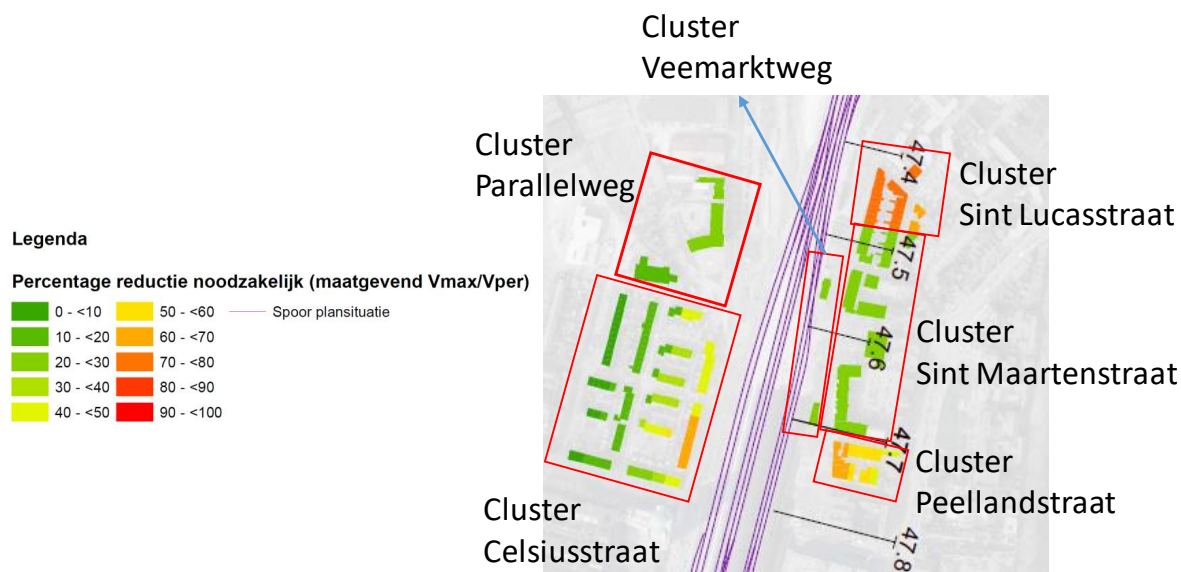 Cluster
Veemarktweg
Cluster
Parallelweg
Cluster
Sint Lucasstraat
47.4
47.5
Legenda
Percentage reductie noodzakelijk (maatgevend Vmax/Vper)
0 - <10
50 - <60
Spoor plansituatie
10 - <20
60 - <70
20 - <30
70 - <80
30 - <40
80 - <90
40 - <50
90 - <100
47.6
Cluster
Sint Maartenstraat
47.7
Cluster
Peellandstraat
Cluster
Celsiusstraat
47.8